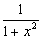 1
1 + x²